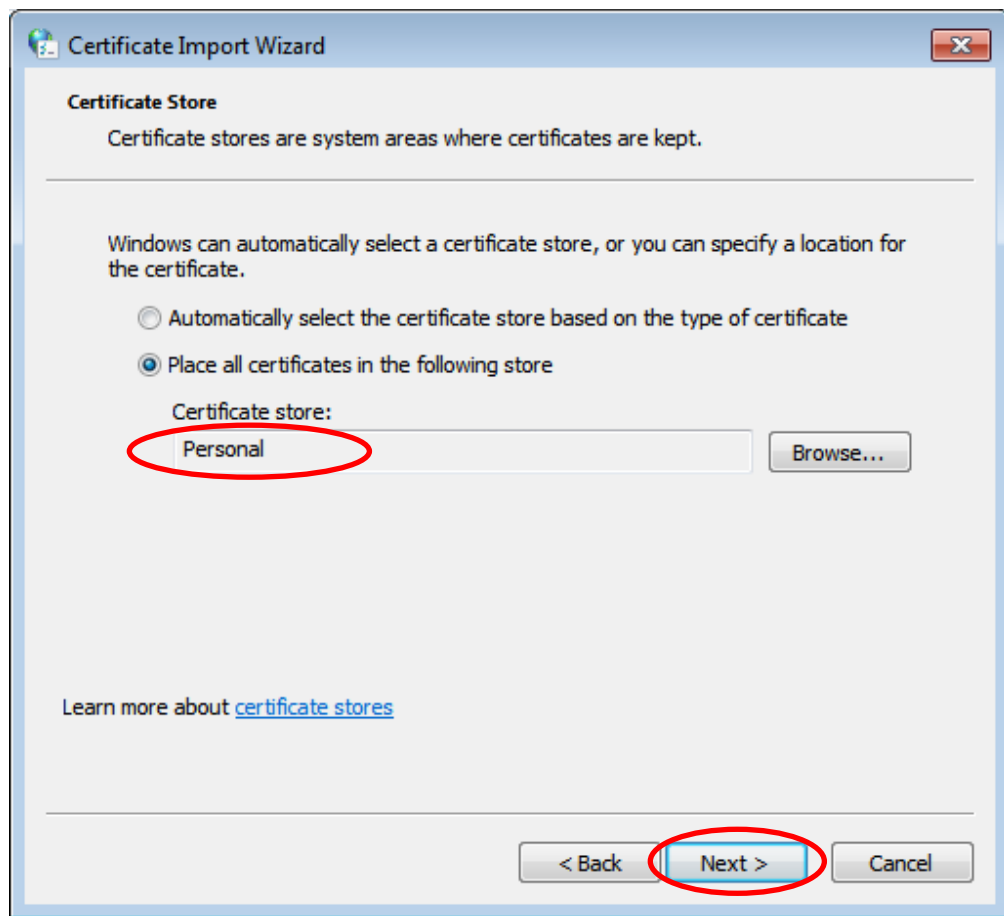 Certificate Import Wizard
Certificate Store
Certificate stores are system areas where certificates are kept.
Windows can automatically select a certificate store, or you can specify a location for
the certificate.
Automatically select the certificate store based on the type of certificate
Place all certificates in the following store
Certificate store:
Personal
Browse...
Learn more about certificate stores
< Back
Next >
Cancel